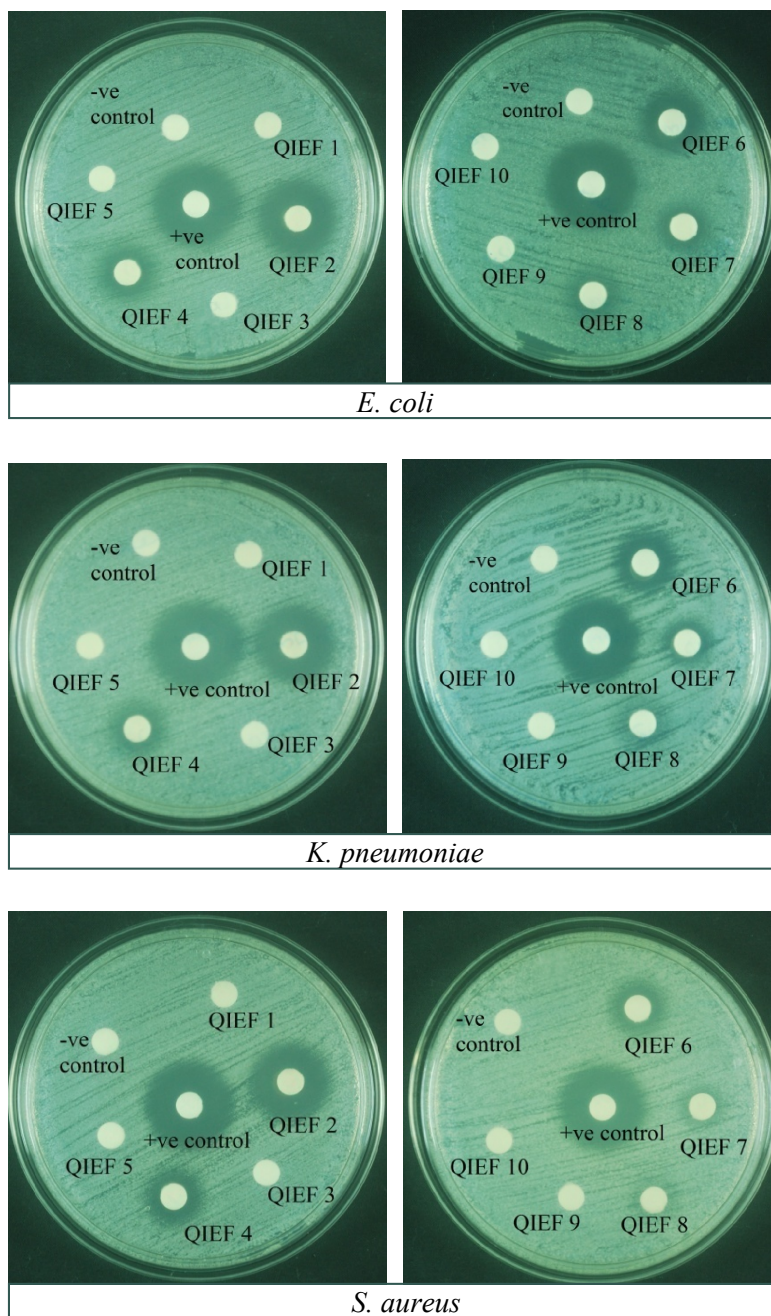 -ve
control
QIEF 1
QIEF 5
+ve
control
QIEF 2
QIEF 4
QIEF 3
-ve
control
QIEF 6
QIEF 10
+ve control
QIEF 9
QIEF 7
QIEF 8
E. coli
-ve
control
QIEF 1
QIEF 5
+ve control
QIEF 2
QIEF 4
QIEF 3
-ve
control
QIEF 6
QIEF 10
+ve control
QIEF 7
QIEF 9
QIEF 8
K. pneumoniae
QIEF 1
-ve
control
QIEF 2
+ve control
QIEF 5
QIEF 3
QIEF 4
-ve
control
QIEF 6
+ve control
QIEF 7
QIEF 10
QIEF 9
QIEF 8
S. aureus